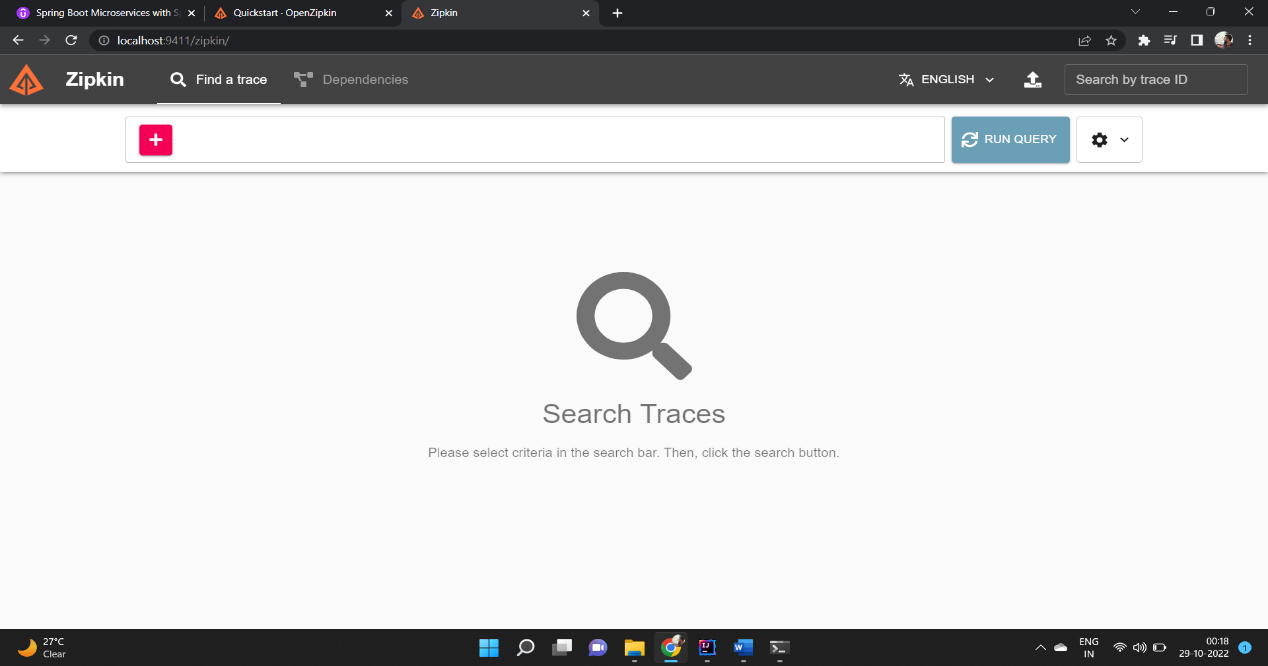 Spring Boot Microservices with S
Quickstart · OpenZipkin
Zipkin
localhost:9411/zipkin/
Zipkin
Find a trace
Dependencies
ENGLISH
Search by trace ID
RUN QUERY
Search Traces
Please select criteria in the search bar. Then, click the search button.
27°C
Clear
ENG
IN
00:18
29-10-2022
1